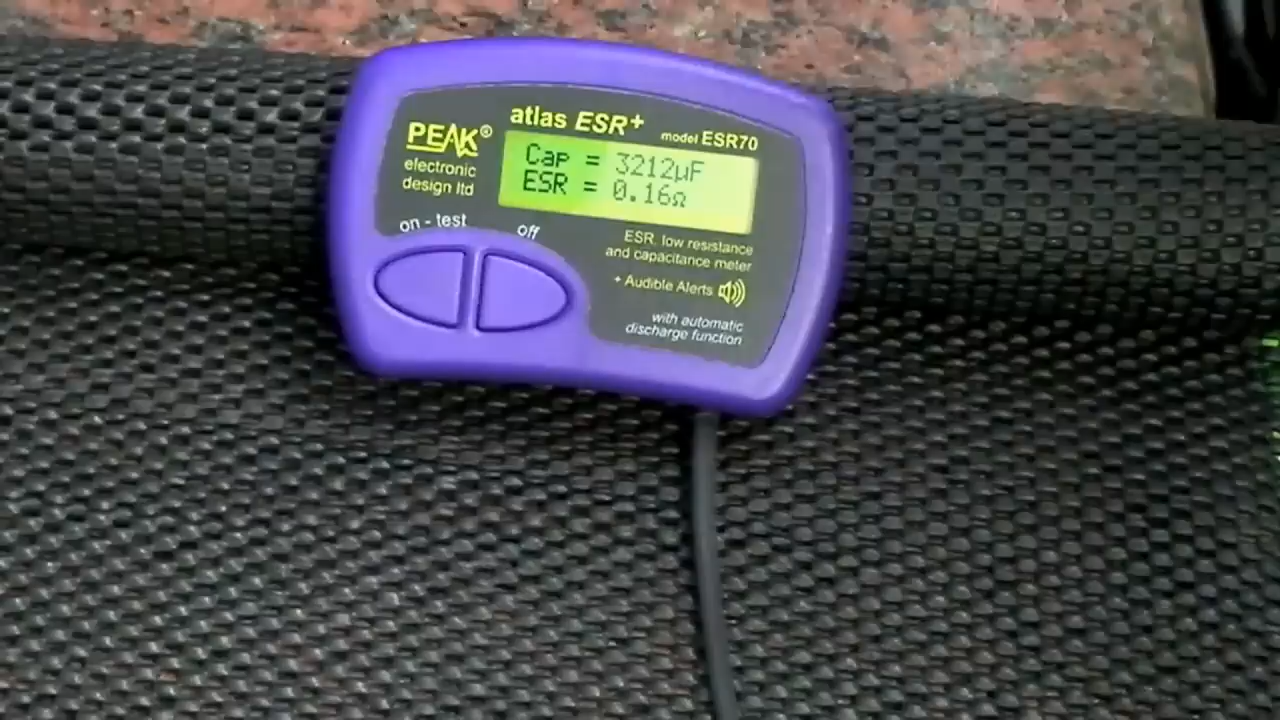 atlas ESR+
model ESR70
PEAK®
electronic
design ltd
Cap = 3212µF
ESR = 0.16Ω
on - test
off
ESR, low resistance
and capacitance meter
+ Audible Alerts
with automatic
discharge function